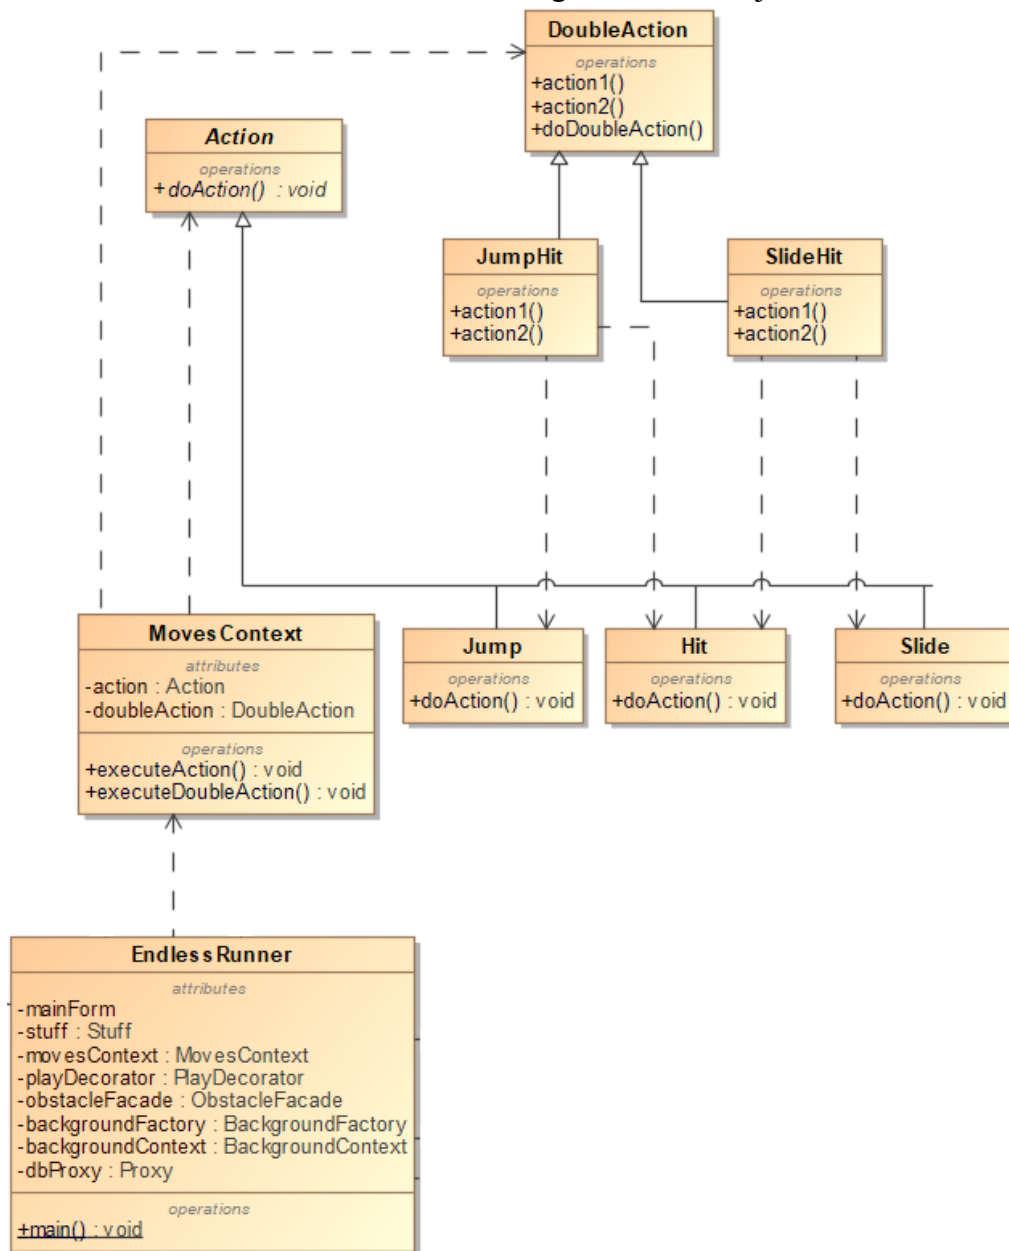 DoubleAction
operations
+action1()
+action2()
+doDoubleAction()
Action
operations
+doAction() : void
JumpHit
operations
+action1()
+action2()
SlideHit
operations
+action1()
+action2()
MovesContext
attributes
-action : Action
-doubleAction : DoubleAction
operations
+executeAction() : void
+executeDoubleAction() : void
Jump
operations
+doAction() : void
Hit
operations
+doAction() : void
Slide
operations
+doAction() : void
EndlessRunner
attributes
-mainForm
-stuff : Stuff
-movesContext : MovesContext
-playDecorator : PlayDecorator
-obstacleFacade : ObstacleFacade
-backgroundFactory : BackgroundFactory
-backgroundContext : BackgroundContext
-dbProxy : Proxy
operations
+main() : void